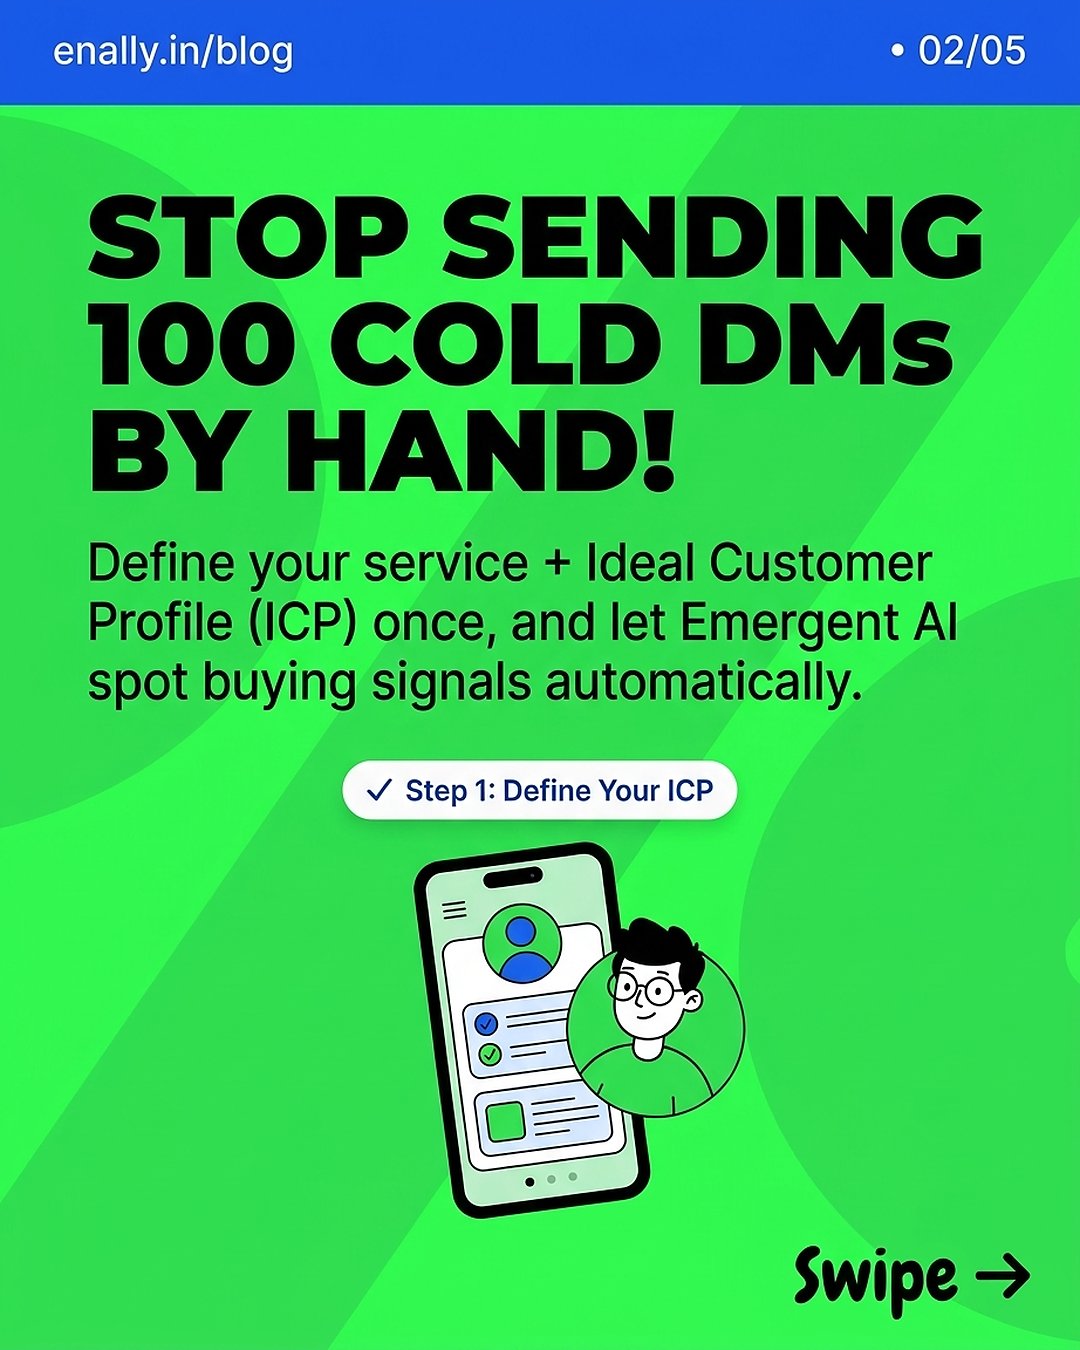 enally.in/blog
• 02/05
STOP SENDING
100 COLD DMs
BY HAND!
Define your service + Ideal Customer
Profile (ICP) once, and let Emergent AI
spot buying signals automatically.
✓ Step 1: Define Your ICP
Swipe →